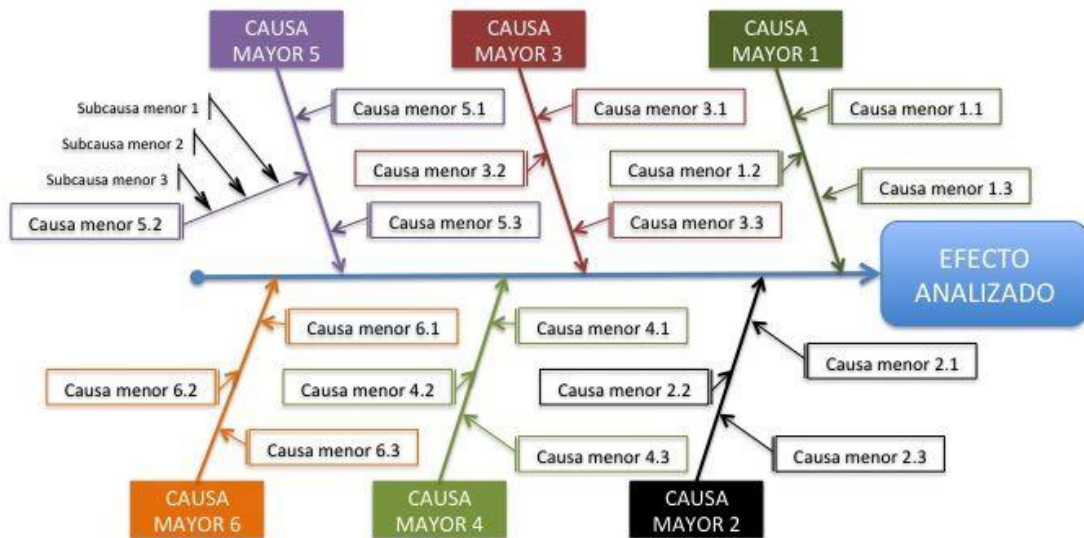 CAUSA
MAYOR 5
CAUSA
MAYOR 3
CAUSA
MAYOR 1
Subcausa menor 1
Subcausa menor 2
Subcausa menor 3
Causa menor 5.1
Causa menor 5.2
Causa menor 5.3
Causa menor 3.1
Causa menor 3.2
Causa menor 3.3
Causa menor 1.1
Causa menor 1.2
Causa menor 1.3
EFECTO
ANALIZADO
Causa menor 6.1
Causa menor 6.2
Causa menor 6.3
Causa menor 4.1
Causa menor 4.2
Causa menor 4.3
Causa menor 2.1
Causa menor 2.2
Causa menor 2.3
CAUSA
MAYOR 6
CAUSA
MAYOR 4
CAUSA
MAYOR 2